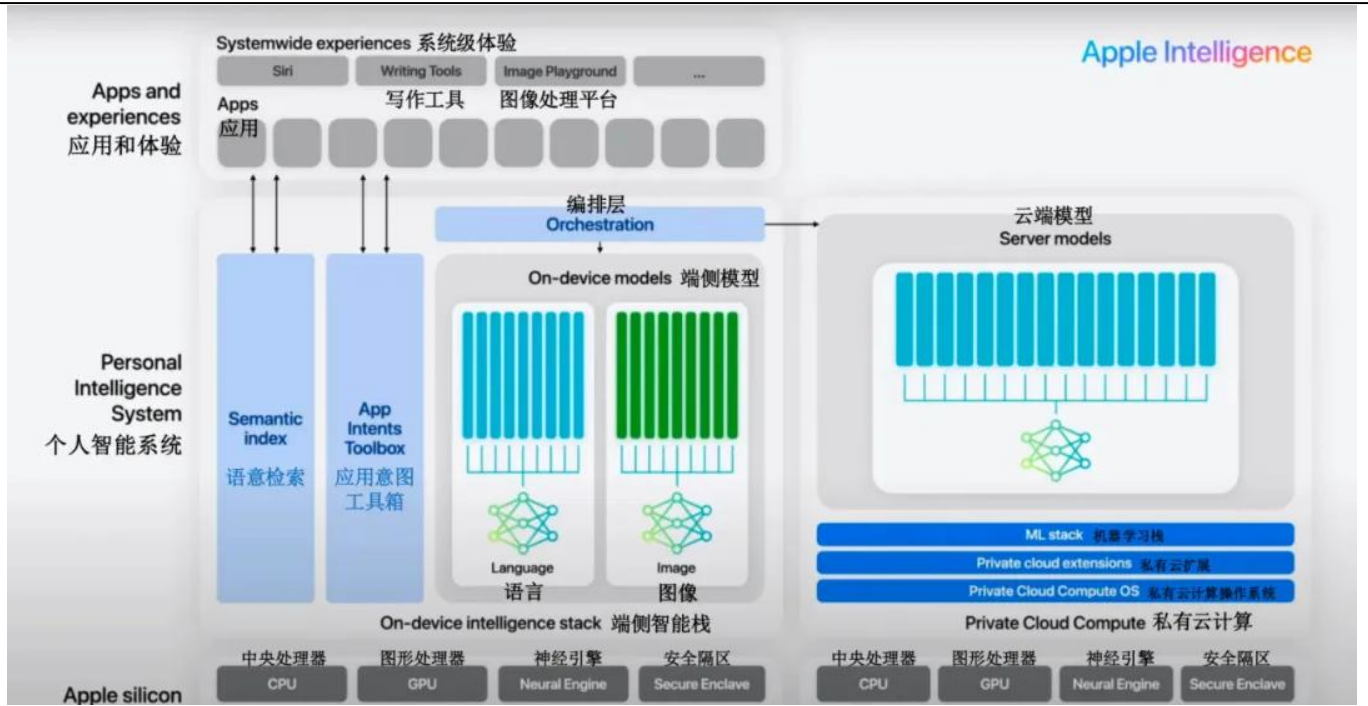 Systemwide experiences 系统级体验
Apple Intelligence
Siri
Writing Tools
Image Playground
...
写作工具
图像处理平台
Apps and
experiences
应用和体验
Apps
应用
编排层
Orchestration
云端模型
Server models
On-device models 端侧模型
Personal
Intelligence
System
个人智能系统
Semantic
index
语意检索
App
Intents
Toolbox
应用意图
工具箱
Language
语言
Image
图像
ML stack 机器学习栈
Private cloud extensions 私有云扩展
Private Cloud Compute OS 私有云计算操作系统
On-device intelligence stack 端侧智能栈
Private Cloud Compute 私有云计算
中央处理器
图形处理器
神经引擎
安全隔区
中央处理器
图形处理器
神经引擎
安全隔区
Apple silicon
CPU
GPU
Neural Engine
Secure Enclave
CPU
GPU
Neural Engine
Secure Enclave